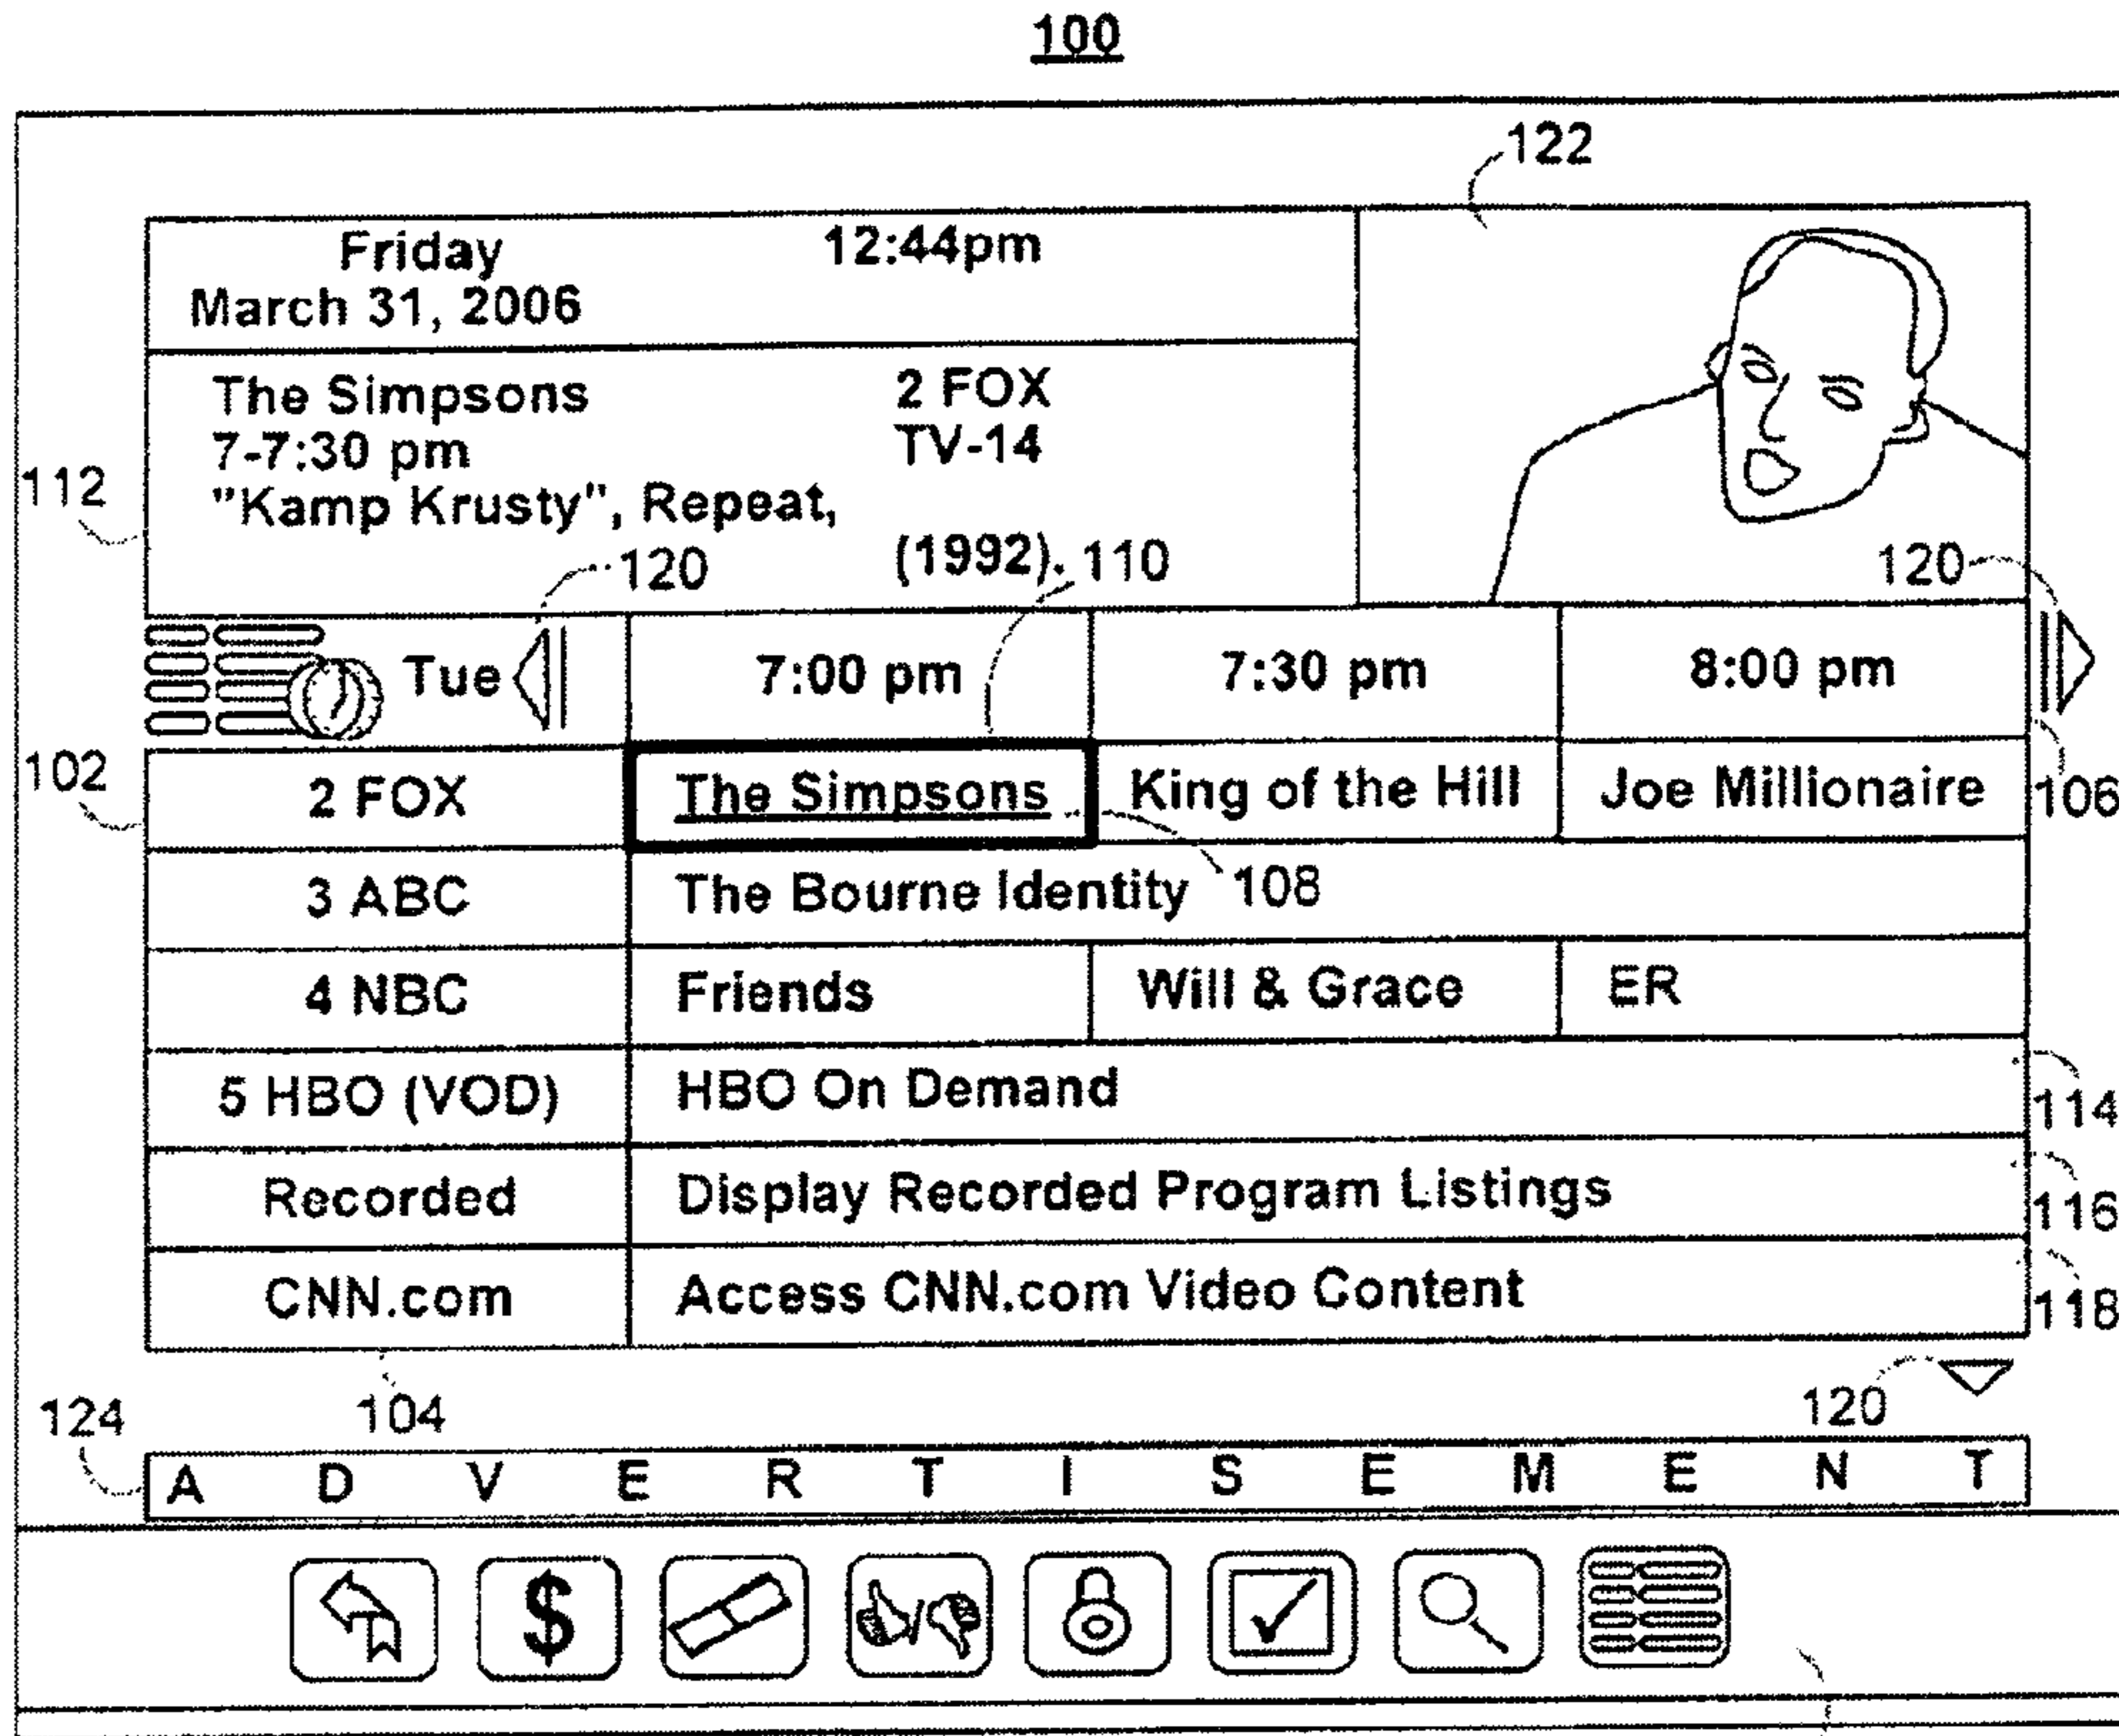 100
122
Friday 12:44pm
March 31, 2006
The Simpsons 2 FOX
7-7:30 pm TV-14
112
"Kamp Krusty", Repeat,
(1992).
120 110 120
Tue 7:00 pm 7:30 pm 8:00 pm
102
2 FOX The Simpsons King of the Hill Joe Millionaire 106
3 ABC The Bourne Identity 108
4 NBC Friends Will & Grace ER
5 HBO (VOD) HBO On Demand 114
Recorded Display Recorded Program Listings 116
CNN.com Access CNN.com Video Content 118
124 104 120
A D V E R T I S E M E N T
$